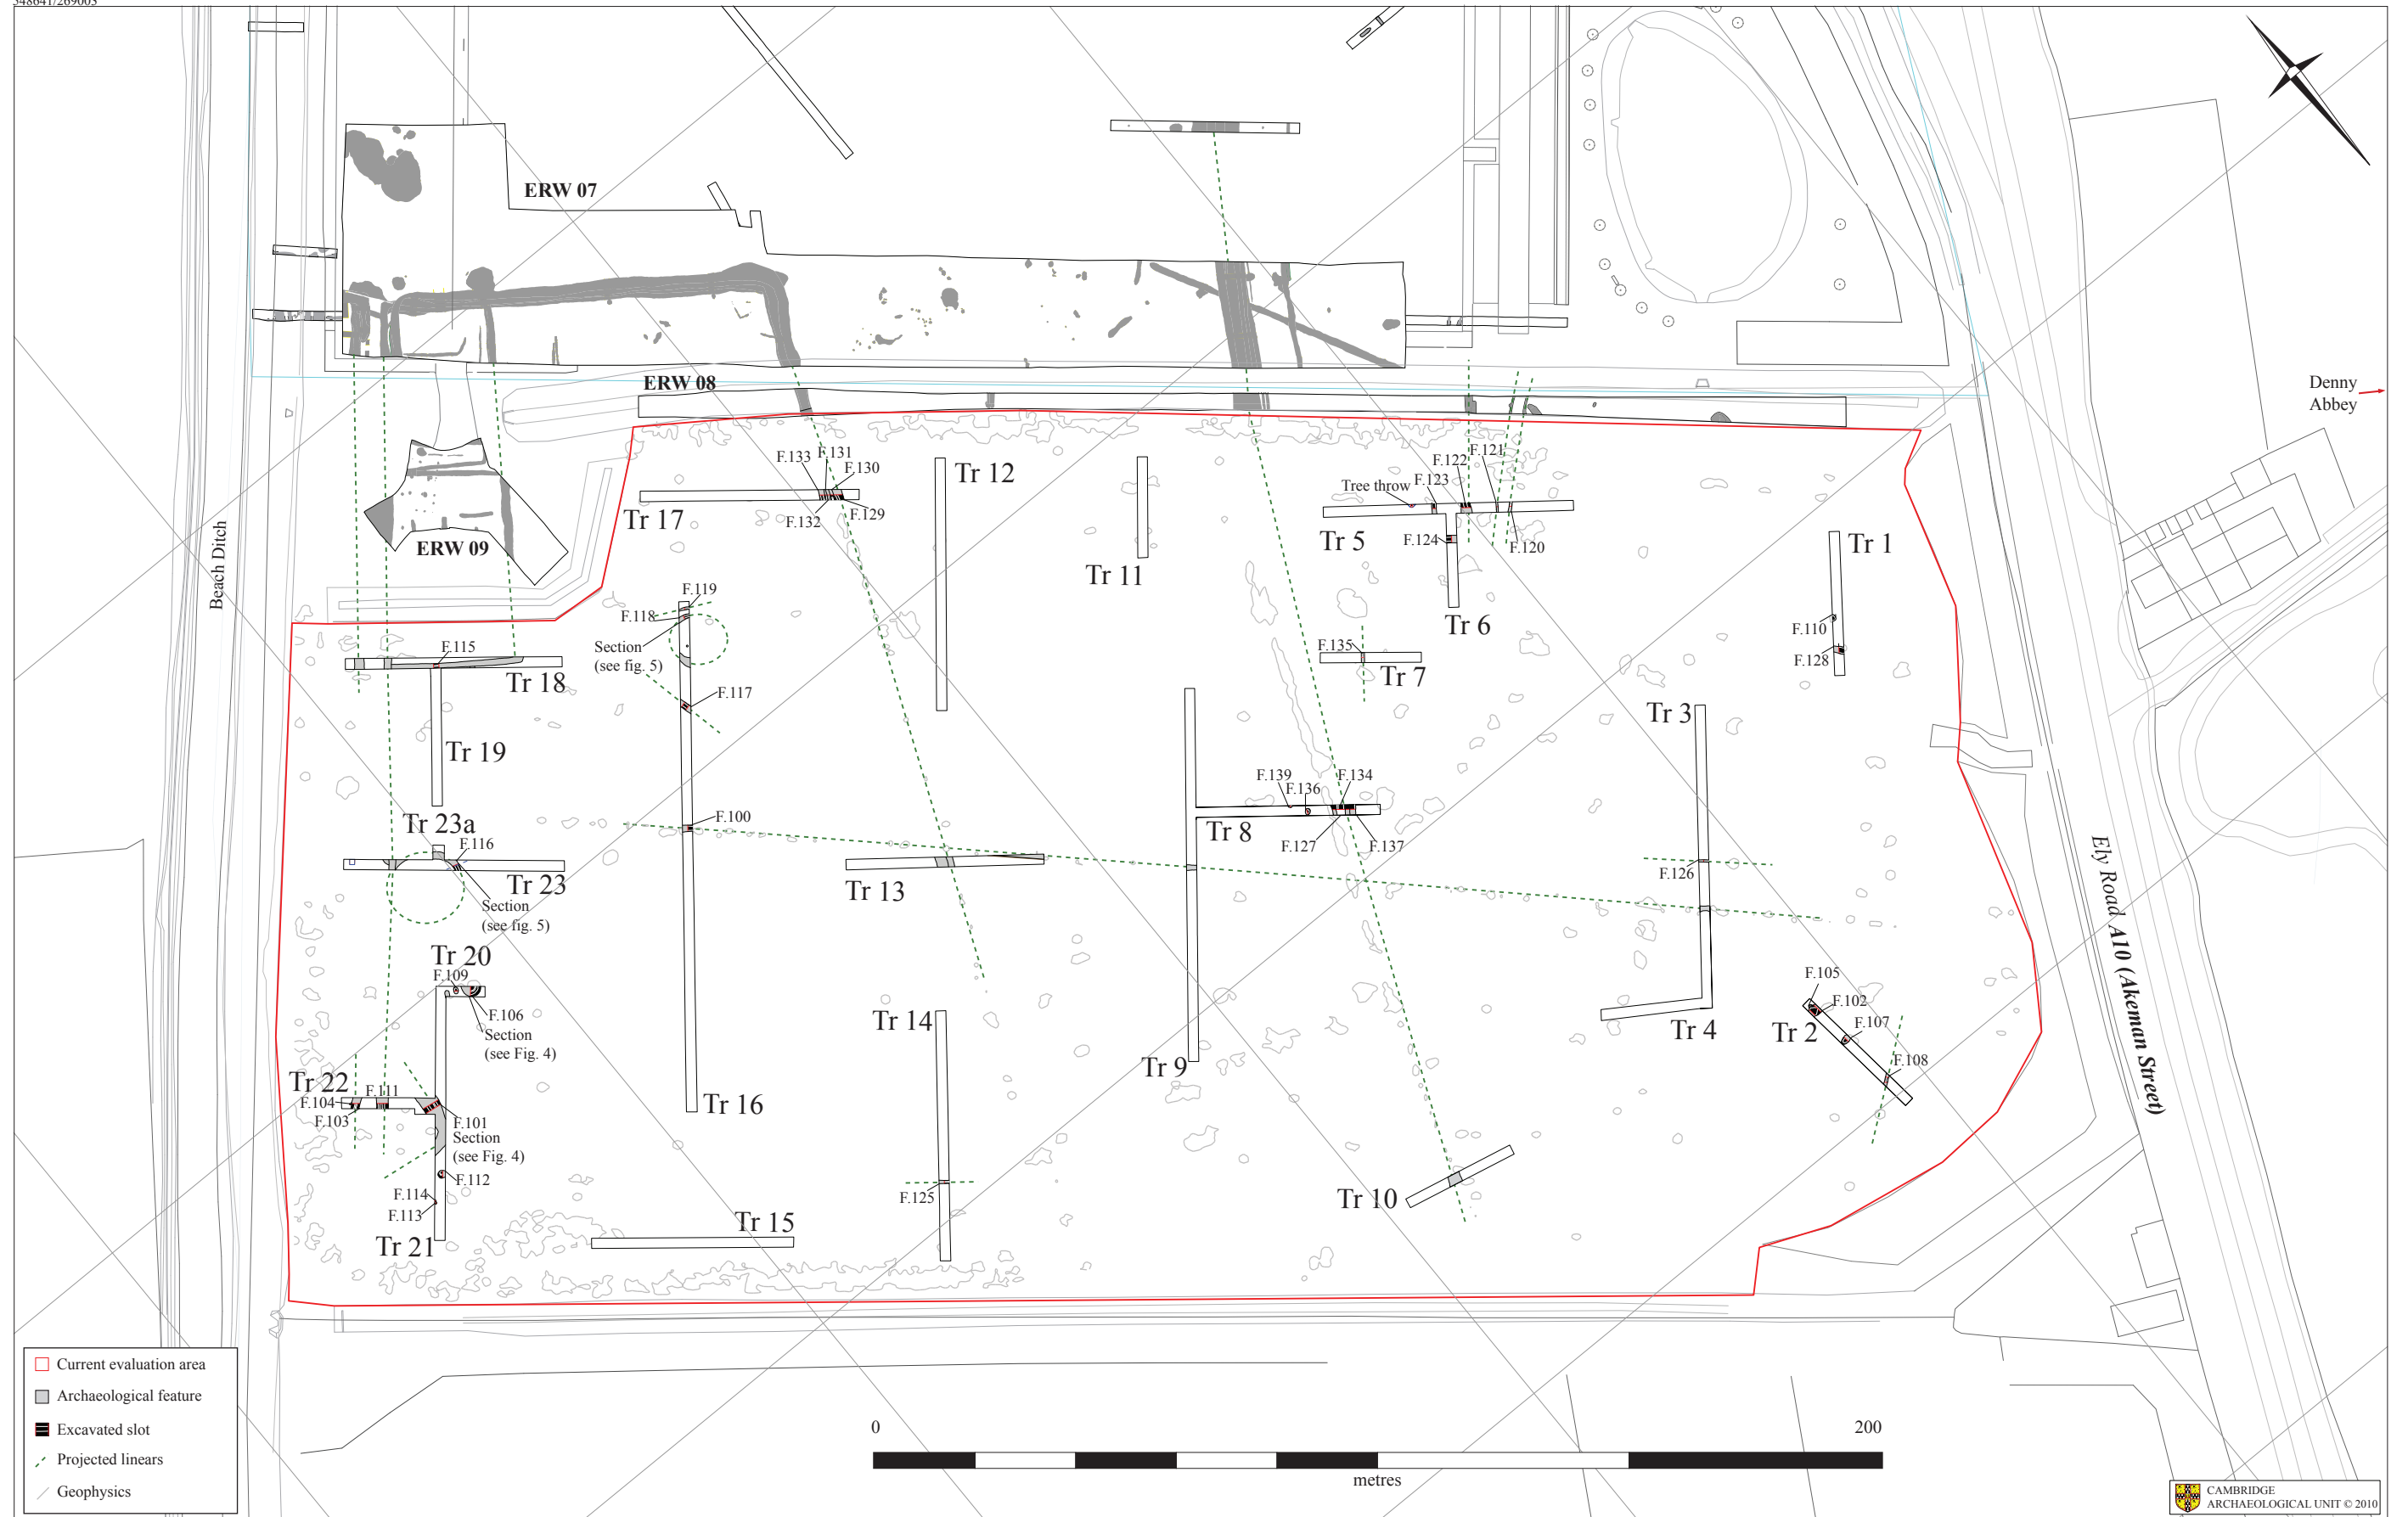 548641/269003
ERW 07
ERW 08
Denny
Abbey
Beach Ditch
ERW 09
F.133
F.131
F.130
F.132
F.129
Tr 17
Tr 12
Tr 11
Tree throw
F.123
F.122
F.121
Tr 5
F.124
F.120
Tr 6
Tr 1
F.110
F.128
F.119
F.118
Section
(see fig. 5)
F.117
F.115
Tr 18
F.135
Tr 7
Tr 3
Tr 19
F.100
F.139
F.136
F.134
Tr 8
F.127
F.137
Tr 23a
F.116
Tr 23
Section
(see fig. 5)
Tr 13
F.126
Ely Road A10 (Akeman Street)
Tr 20
F.109
F.106
Section
(see Fig. 4)
Tr 14
Tr 4
F.105
F.102
Tr 2
F.107
F.108
Tr 22
F.111
F.104
F.103
F.101
Section
(see Fig. 4)
Tr 16
Tr 9
F.112
F.114
F.113
Tr 21
Tr 15
F.125
Tr 10
Current evaluation area
Archaeological feature
Excavated slot
Projected linears
Geophysics
0
200
metres
CAMBRIDGE
ARCHAEOLOGICAL UNIT © 2010